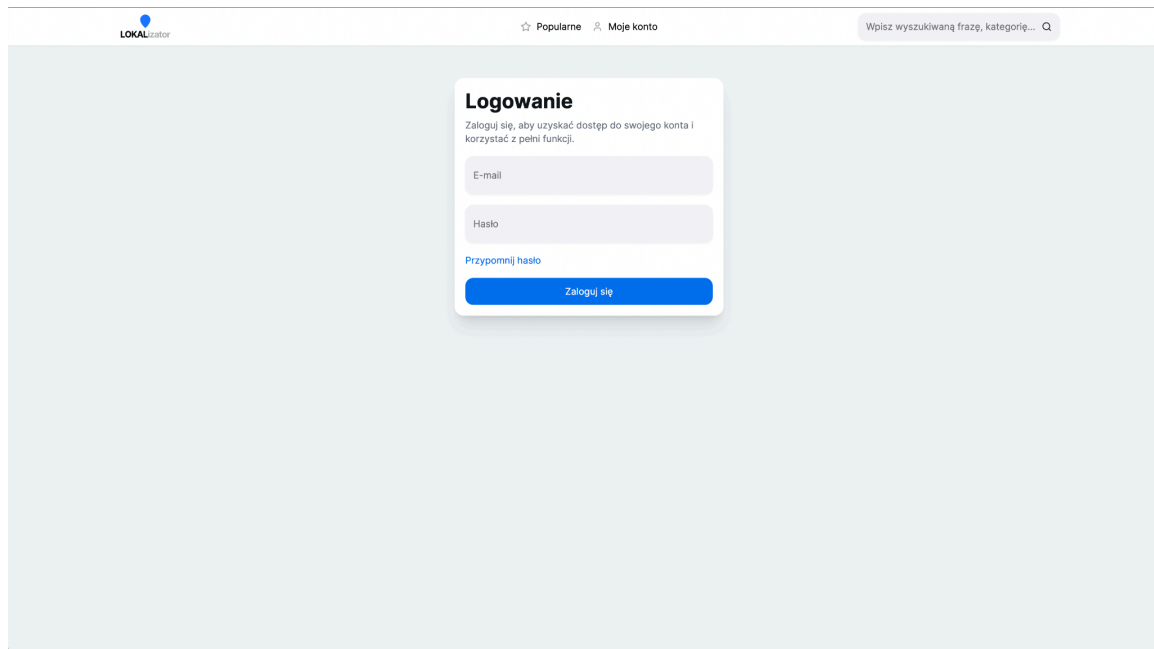 LOKALizator
Popularne
Moje konto
Wpisz wyszukiwaną frazę, kategorię...
Logowanie
Zaloguj się, aby uzyskać dostęp do swojego konta i
korzystać z pełni funkcji.
E-mail
Hasło
Przypomnij hasło
Zaloguj się